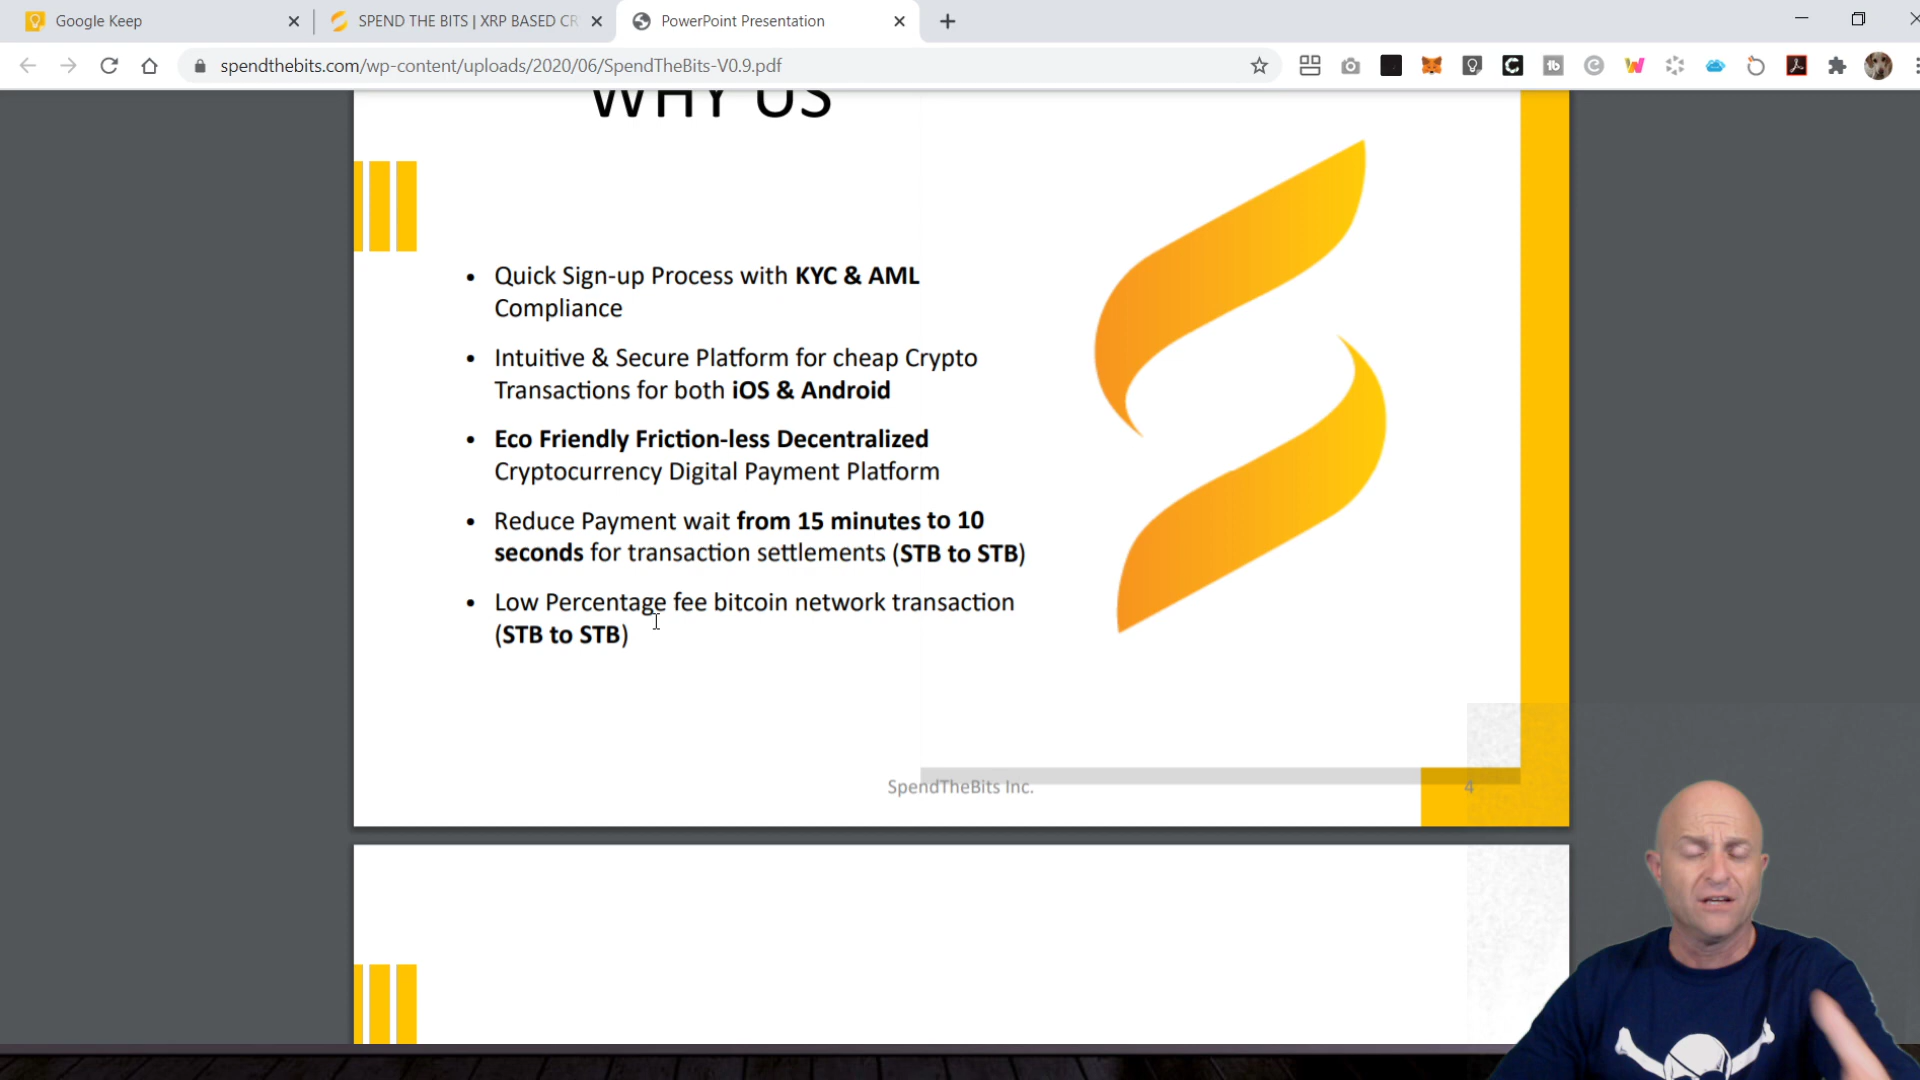 Google Keep
SPEND THE BITS | XRP BASED CR
PowerPoint Presentation
spendthebits.com/wp-content/uploads/2020/06/SpendTheBits-V0.9.pdf
WHY US
• Quick Sign-up Process with KYC & AML
Compliance
• Intuitive & Secure Platform for cheap Crypto
Transactions for both iOS & Android
• Eco Friendly Friction-less Decentralized
Cryptocurrency Digital Payment Platform
• Reduce Payment wait from 15 minutes to 10
seconds for transaction settlements (STB to STB)
• Low Percentage fee bitcoin network transaction
(STB to STB)
SpendTheBits Inc.
4